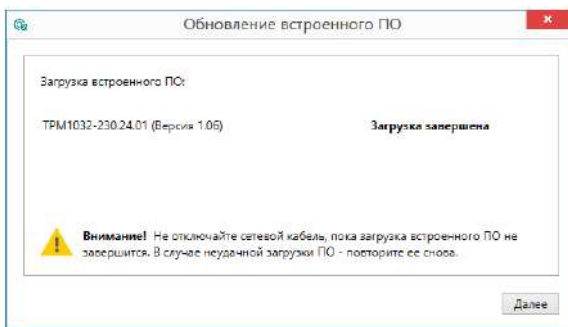 Обновление встроенного ПО
Загрузка встроенного ПО:
ТРМ1032-230.24.01 (Версия 1.06) Загрузка завершена
Внимание! Не отключайте сетевой кабель, пока загрузка встроенного ПО не
завершится. В случае неудачной загрузки ПО - повторите ее снова.
Далее